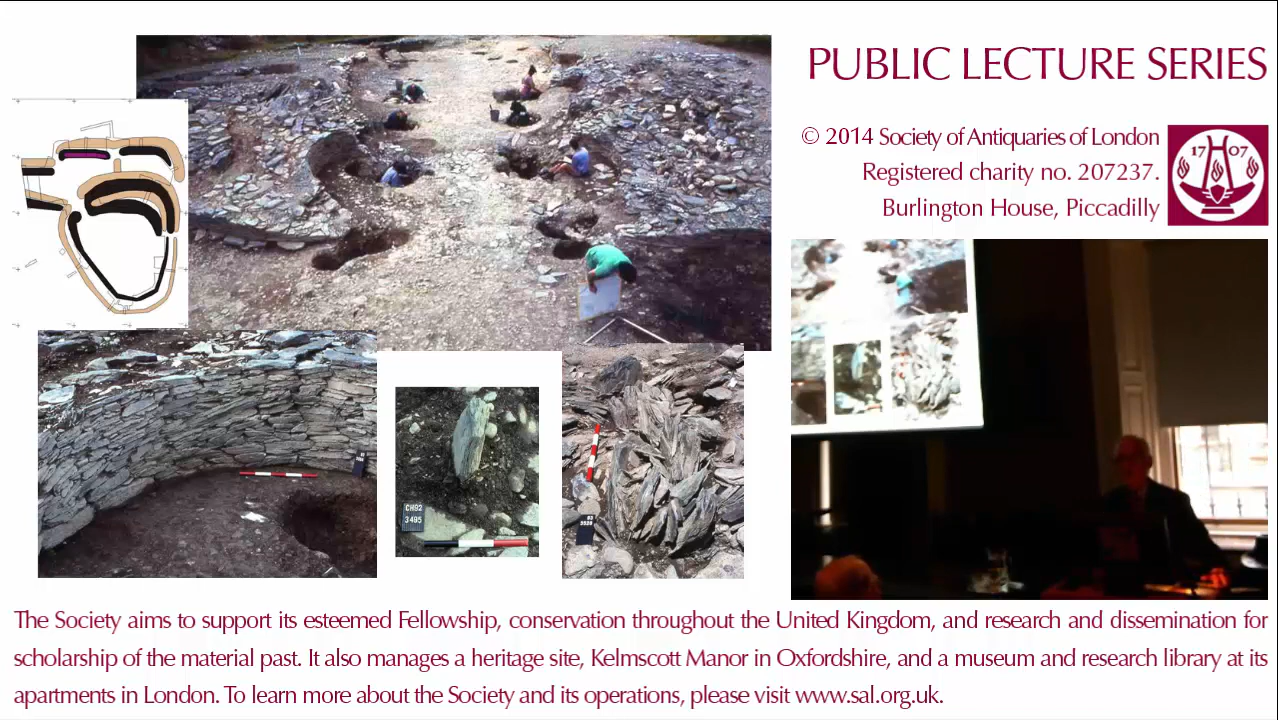 PUBLIC LECTURE SERIES
© 2014 Society of Antiquaries of London
Registered charity no. 207237.
Burlington House, Piccadilly
17 07
CH92
3495
The Society aims to support its esteemed Fellowship, conservation throughout the United Kingdom, and research and dissemination for
scholarship of the material past. It also manages a heritage site, Kelmscott Manor in Oxfordshire, and a museum and research library at its
apartments in London. To learn more about the Society and its operations, please visit www.sal.org.uk.